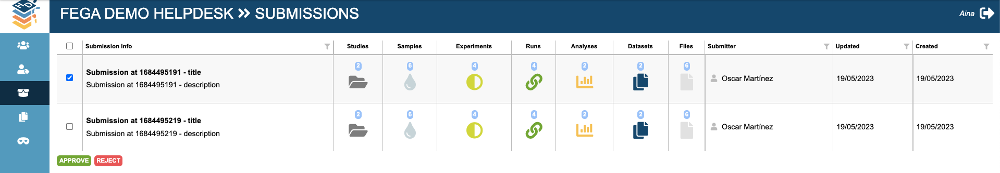 HD
FEGA DEMO HELPDESK » SUBMISSIONS
Aina
Submission Info Studies Samples Experiments Runs Analyses Datasets Files Submitter Updated Created
2 6 4 4 2 2 6
Submission at 1684495191 - title
Submission at 1684495191 - description
Oscar Martínez 19/05/2023 19/05/2023
2 6 4 4 2 2 6
Submission at 1684495219 - title
Submission at 1684495219 - description
Oscar Martínez 19/05/2023 19/05/2023
APPROVE REJECT